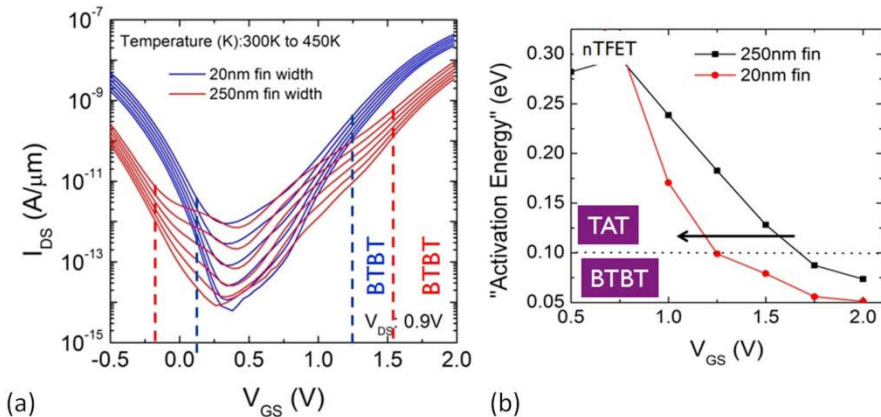 10⁻⁷
10⁻⁹
10⁻¹¹
10⁻¹³
10⁻¹⁵
I_DS (A/μm)
Temperature (K):300K to 450K
20nm fin width
250nm fin width
BTBT
BTBT
V_DS: 0.9V
-0.5 0.0 0.5 1.0 1.5 2.0
V_GS (V)
(a)
0.30
0.25
0.20
0.15
0.10
0.05
"Activation Energy" (eV)
nTFET
250nm fin
20nm fin
TAT
BTBT
0.5 1.0 1.5 2.0
V_GS (V)
(b)